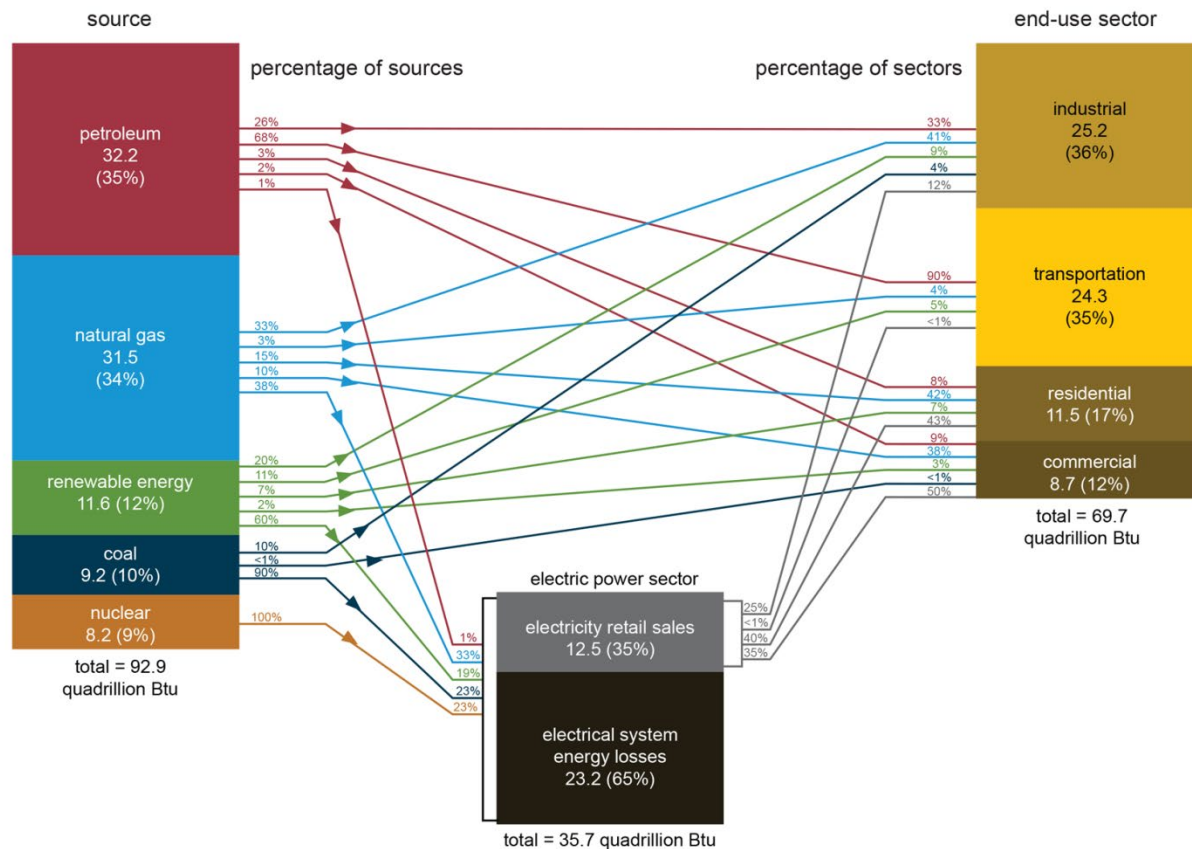 source
end-use sector
percentage of sources
percentage of sectors
petroleum
32.2
(35%)
26%
68%
3%
2%
1%
natural gas
31.5
(34%)
33%
3%
15%
10%
38%
renewable energy
11.6 (12%)
20%
11%
7%
2%
60%
coal
9.2 (10%)
10%
<1%
90%
nuclear
8.2 (9%)
100%
total = 92.9
quadrillion Btu
electric power sector
1%
33%
19%
23%
23%
electricity retail sales
12.5 (35%)
electrical system
energy losses
23.2 (65%)
total = 35.7 quadrillion Btu
25%
<1%
40%
35%
33%
41%
9%
4%
12%
industrial
25.2
(36%)
90%
4%
5%
<1%
transportation
24.3
(35%)
8%
42%
7%
43%
residential
11.5 (17%)
9%
38%
3%
<1%
50%
commercial
8.7 (12%)
total = 69.7
quadrillion Btu